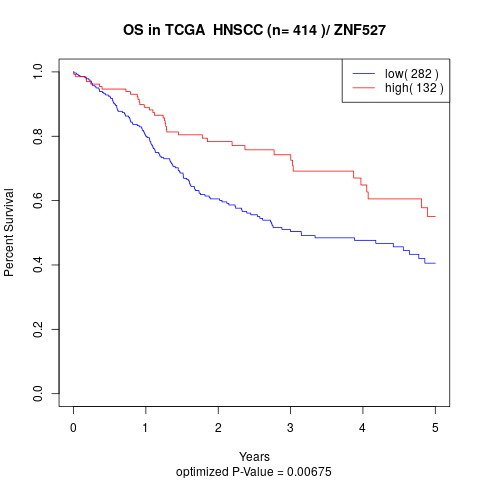 OS in TCGA  HNSCC (n= 414 )/ ZNF527
low( 282 )
high( 132 )
Percent Survival
1.0
0.8
0.6
0.4
0.2
0.0
0 1 2 3 4 5
Years
optimized P-Value = 0.00675